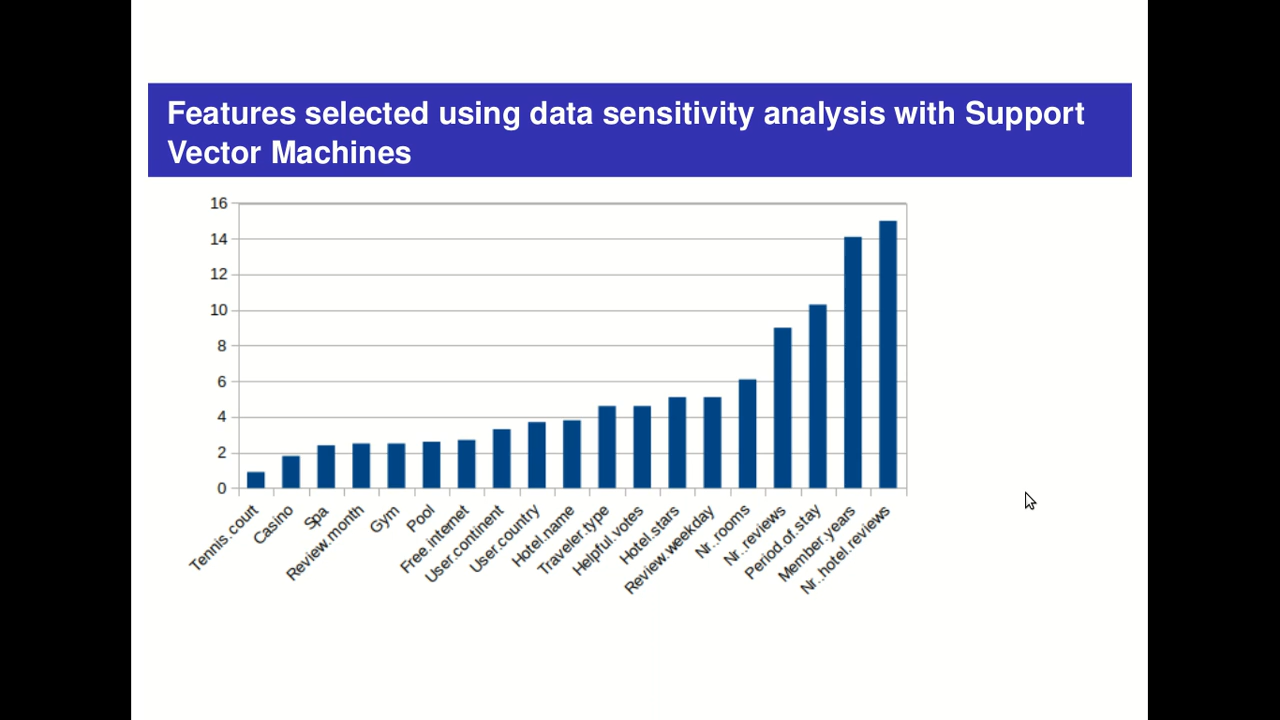 Features selected using data sensitivity analysis with Support
Vector Machines
16
14
12
10
8
6
4
2
0
Tennis.court
Casino
Spa
Review.month
Gym
Pool
Free.internet
User.continent
User.country
Hotel.name
Traveler.type
Helpful.votes
Hotel.stars
Review.weekday
Nr..rooms
Nr..reviews
Period.of.stay
Member.years
Nr..hotel.reviews